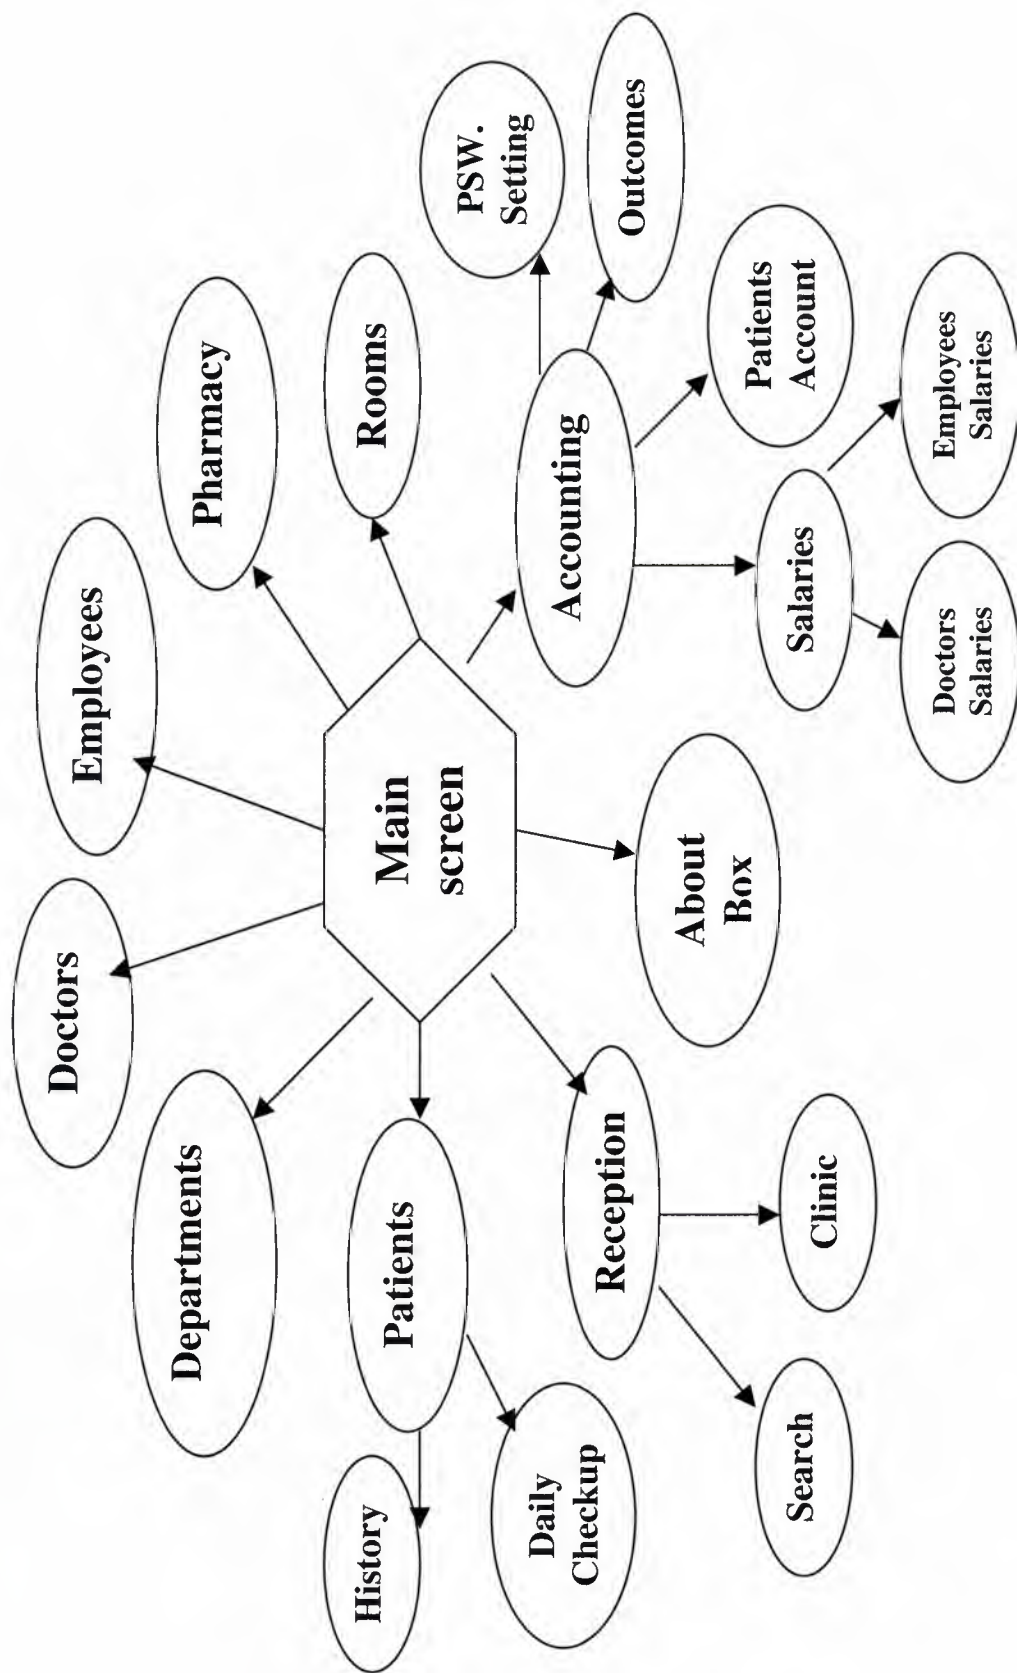 Doctors
Employees
Departments
Pharmacy
History
Patients
Main
screen
Rooms
PSW.
Setting
Daily
Checkup
Reception
Accounting
Outcomes
About
Box
Patients
Account
Search
Clinic
Salaries
Doctors
Salaries
Employees
Salaries